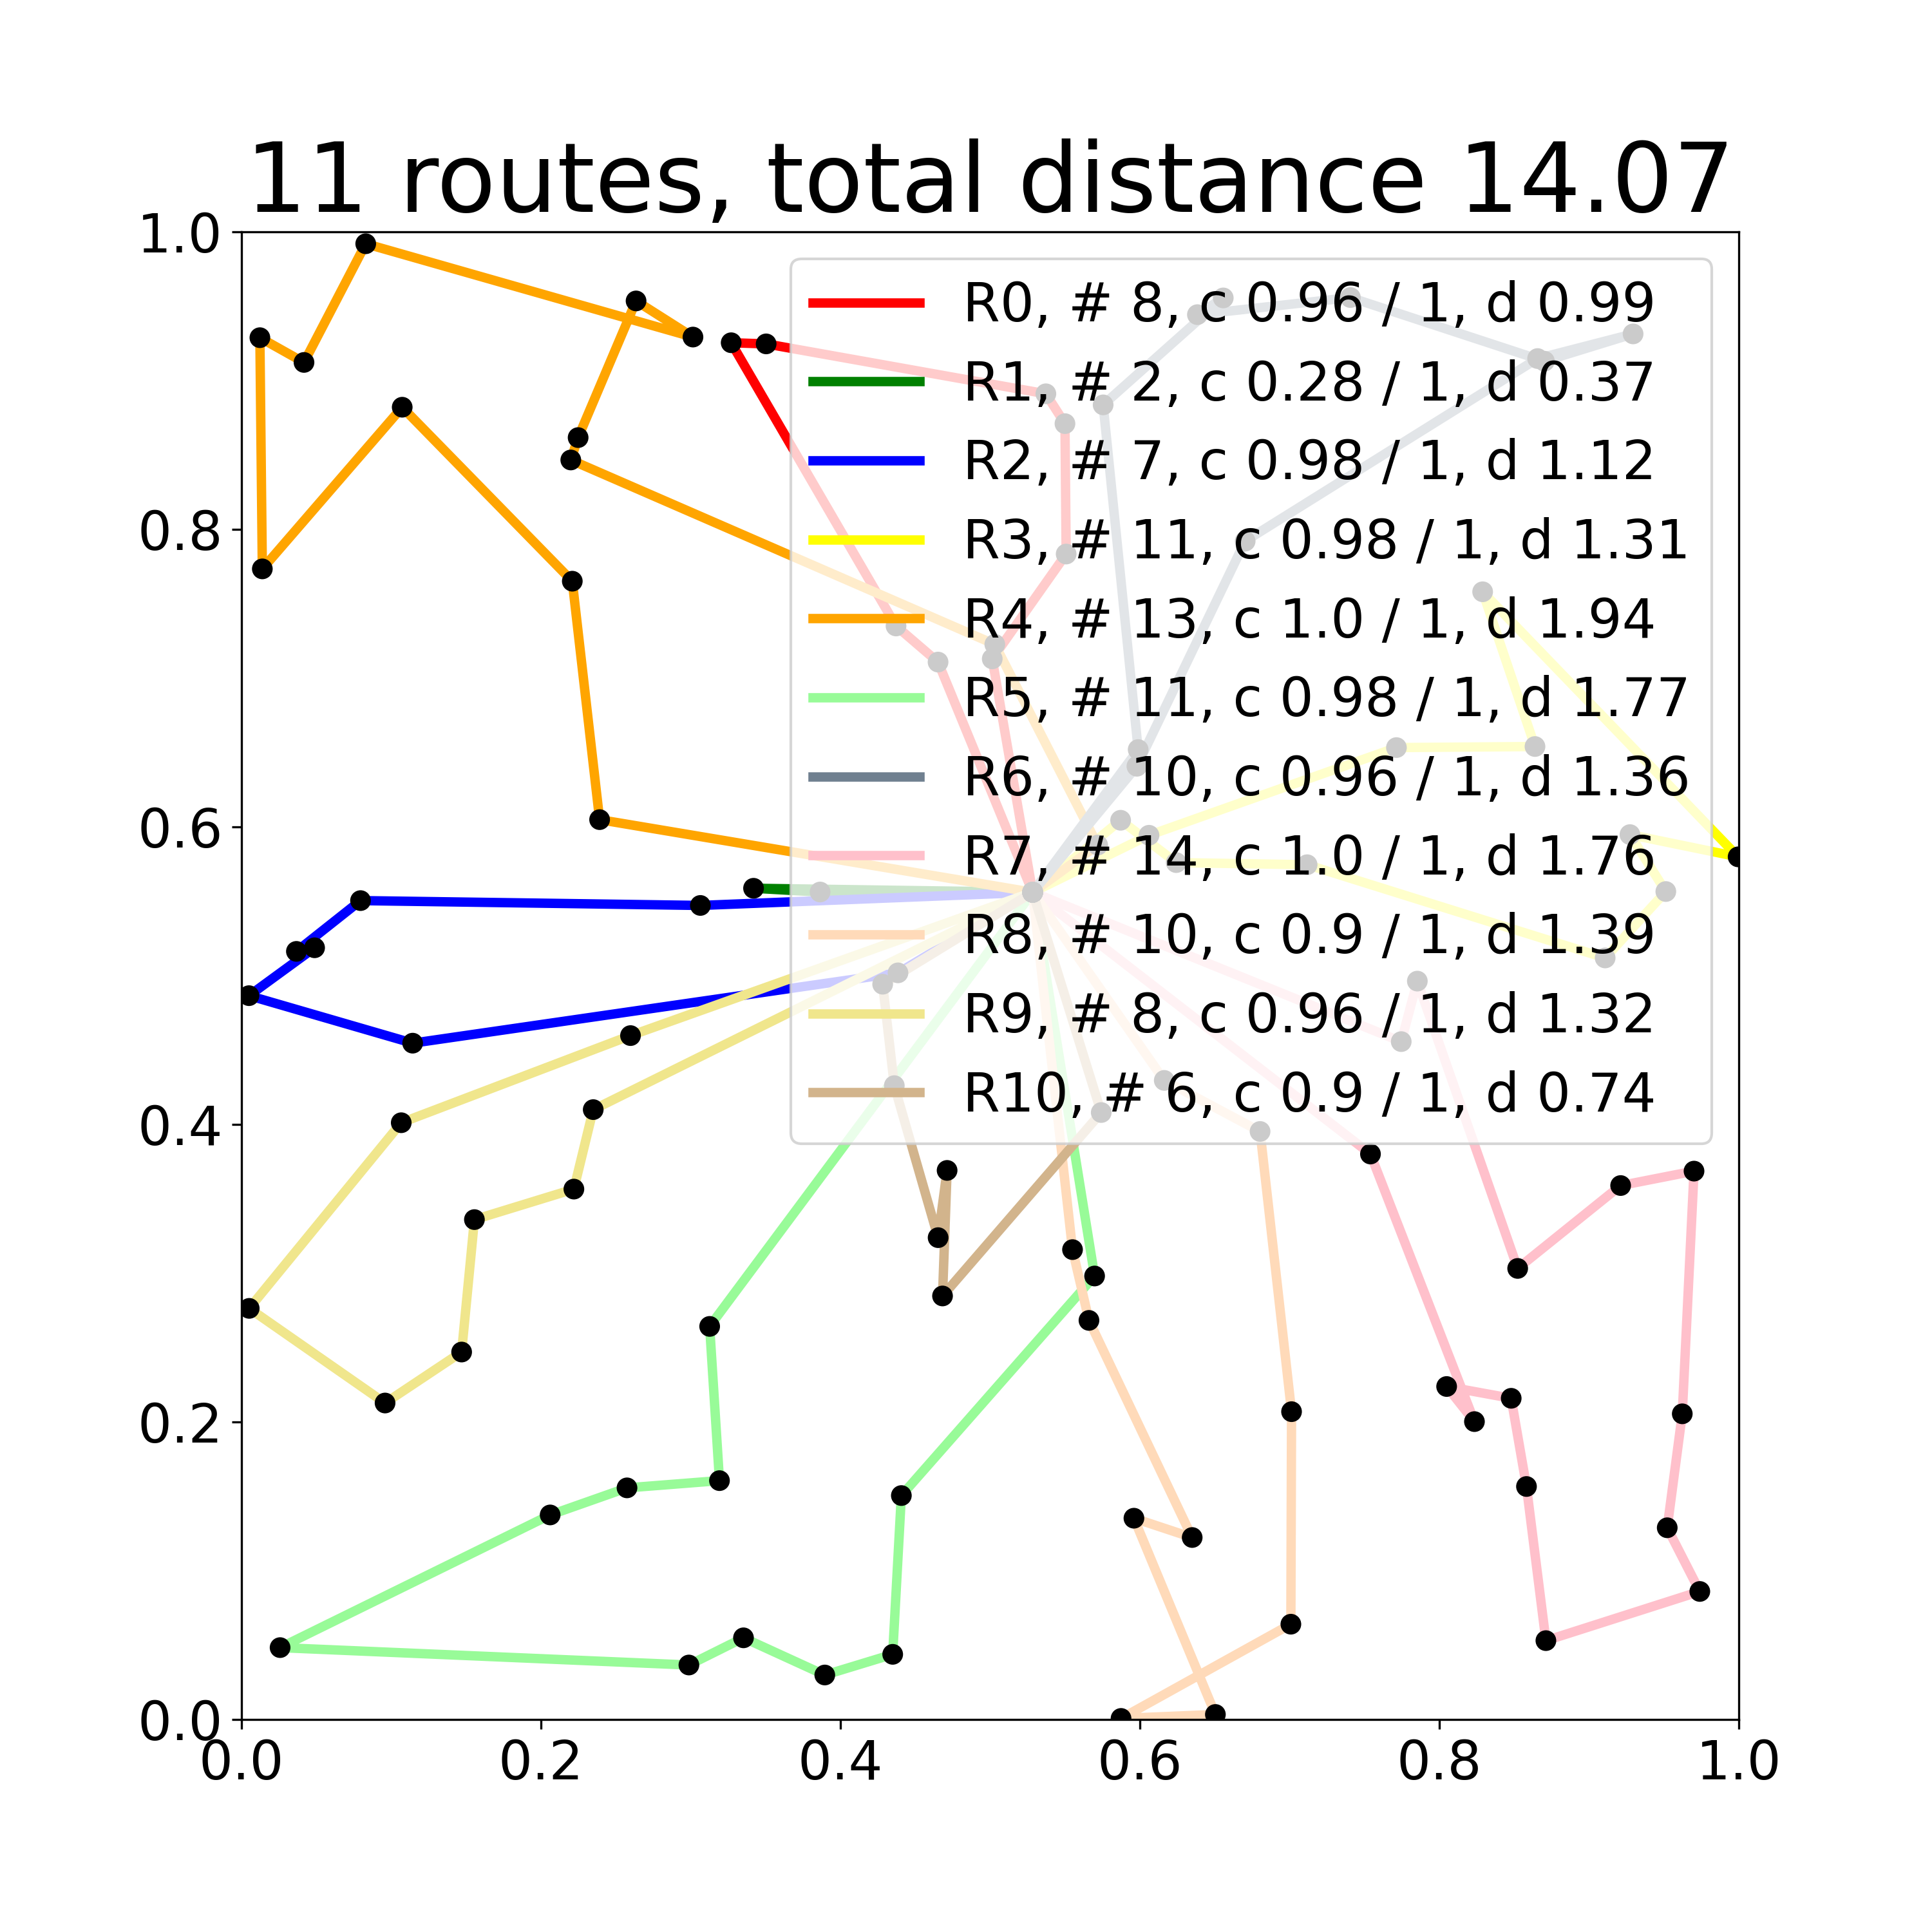 11 routes, total distance 14.07
1.0
0.8
0.6
0.4
0.2
0.0
R0, # 8, c 0.96 / 1, d 0.99
R1, # 2, c 0.28 / 1, d 0.37
R2, # 7, c 0.98 / 1, d 1.12
R3, # 11, c 0.98 / 1, d 1.31
R4, # 13, c 1.0 / 1, d 1.94
R5, # 11, c 0.98 / 1, d 1.77
R6, # 10, c 0.96 / 1, d 1.36
R7, # 14, c 1.0 / 1, d 1.76
R8, # 10, c 0.9 / 1, d 1.39
R9, # 8, c 0.96 / 1, d 1.32
R10, # 6, c 0.9 / 1, d 0.74
0.0 0.2 0.4 0.6 0.8 1.0